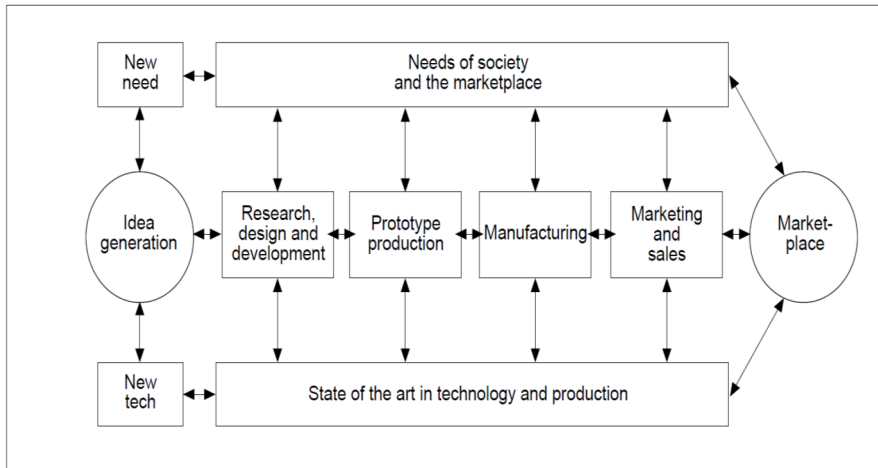 New
need
Needs of society
and the marketplace
Idea
generation
Research,
design and
development
Prototype
production
Manufacturing
Marketing
and
sales
Market-
place
New
tech
State of the art in technology and production